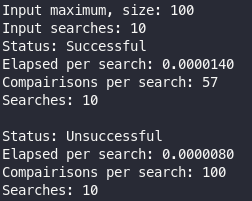 Input maximum, size: 100
Input searches: 10
Status: Successful
Elapsed per search: 0.0000140
Compairisons per search: 57
Searches: 10

Status: Unsuccessful
Elapsed per search: 0.0000080
Compairisons per search: 100
Searches: 10